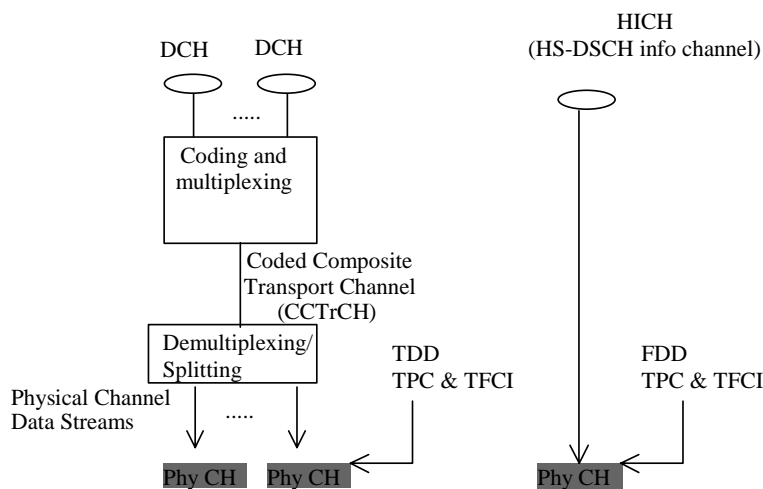 DCH
DCH
HICH
(HS-DSCH info channel)
.....
Coding and
multiplexing
Coded Composite
Transport Channel
(CCTrCH)
Demultiplexing/
Splitting
TDD
TPC & TFCI
FDD
TPC & TFCI
Physical Channel
Data Streams
.....
Phy CH
Phy CH
Phy CH